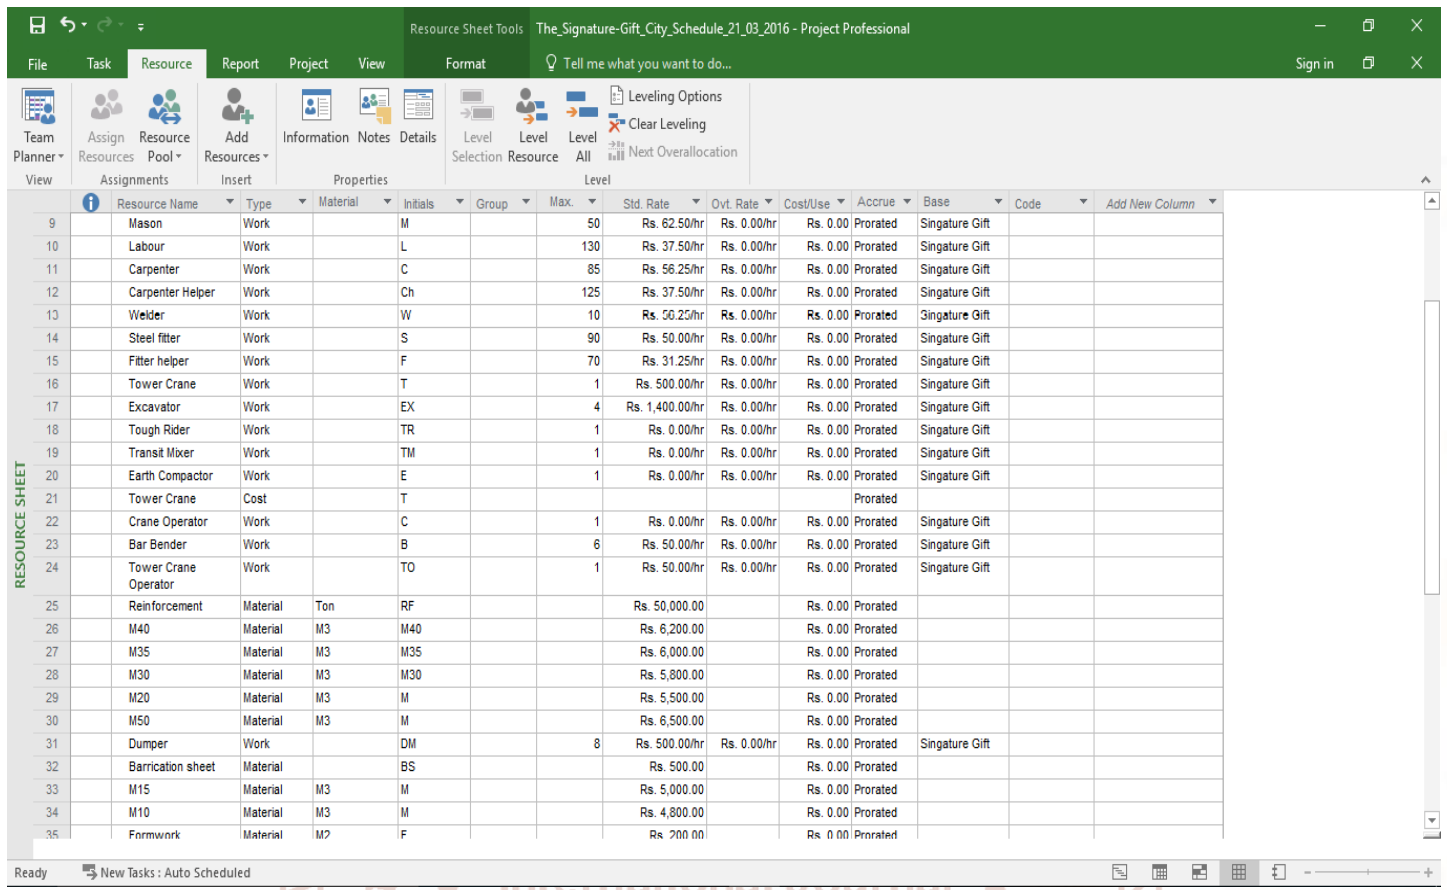 Resource Sheet Tools The_Signature-Gift_City_Schedule_21_03_2016 - Project Professional
File Task Resource Report Project View Format Tell me what you want to do... Sign in
Team Planner Assign Resources Resource Pool Add Resources Information Notes Details Level Selection Level Resource Level All Leveling Options
Clear Leveling
Next Overallocation
View Assignments Insert Properties Level
Resource Name Type Material Initials Group Max. Std. Rate Ovt. Rate Cost/Use Accrue Base Code Add New Column
9 Mason Work M 50 Rs. 62.50/hr Rs. 0.00/hr Rs. 0.00 Prorated Singature Gift
10 Labour Work L 130 Rs. 37.50/hr Rs. 0.00/hr Rs. 0.00 Prorated Singature Gift
11 Carpenter Work C 85 Rs. 56.25/hr Rs. 0.00/hr Rs. 0.00 Prorated Singature Gift
12 Carpenter Helper Work Ch 125 Rs. 37.50/hr Rs. 0.00/hr Rs. 0.00 Prorated Singature Gift
13 Welder Work W 10 Rs. 56.25/hr Rs. 0.00/hr Rs. 0.00 Prorated Singature Gift
14 Steel fitter Work S 90 Rs. 50.00/hr Rs. 0.00/hr Rs. 0.00 Prorated Singature Gift
15 Fitter helper Work F 70 Rs. 31.25/hr Rs. 0.00/hr Rs. 0.00 Prorated Singature Gift
16 Tower Crane Work T 1 Rs. 500.00/hr Rs. 0.00/hr Rs. 0.00 Prorated Singature Gift
17 Excavator Work EX 4 Rs. 1,400.00/hr Rs. 0.00/hr Rs. 0.00 Prorated Singature Gift
18 Tough Rider Work TR 1 Rs. 0.00/hr Rs. 0.00/hr Rs. 0.00 Prorated Singature Gift
19 Transit Mixer Work TM 1 Rs. 0.00/hr Rs. 0.00/hr Rs. 0.00 Prorated Singature Gift
20 Earth Compactor Work E 1 Rs. 0.00/hr Rs. 0.00/hr Rs. 0.00 Prorated Singature Gift
21 Tower Crane Cost T Prorated
22 Crane Operator Work C 1 Rs. 0.00/hr Rs. 0.00/hr Rs. 0.00 Prorated Singature Gift
23 Bar Bender Work B 6 Rs. 50.00/hr Rs. 0.00/hr Rs. 0.00 Prorated Singature Gift
24 Tower Crane Operator Work TO 1 Rs. 50.00/hr Rs. 0.00/hr Rs. 0.00 Prorated Singature Gift
25 Reinforcement Material Ton RF Rs. 50,000.00 Rs. 0.00 Prorated
26 M40 Material M3 M40 Rs. 6,200.00 Rs. 0.00 Prorated
27 M35 Material M3 M35 Rs. 6,000.00 Rs. 0.00 Prorated
28 M30 Material M3 M30 Rs. 5,800.00 Rs. 0.00 Prorated
29 M20 Material M3 M Rs. 5,500.00 Rs. 0.00 Prorated
30 M50 Material M3 M Rs. 6,500.00 Rs. 0.00 Prorated
31 Dumper Work DM 8 Rs. 500.00/hr Rs. 0.00/hr Rs. 0.00 Prorated Singature Gift
32 Barrication sheet Material BS Rs. 500.00 Rs. 0.00 Prorated
33 M15 Material M3 M Rs. 5,000.00 Rs. 0.00 Prorated
34 M10 Material M3 M Rs. 4,800.00 Rs. 0.00 Prorated
35 Formwork Material M2 F Rs. 200.00 Rs. 0.00 Prorated
RESOURCE SHEET
Ready New Tasks : Auto Scheduled